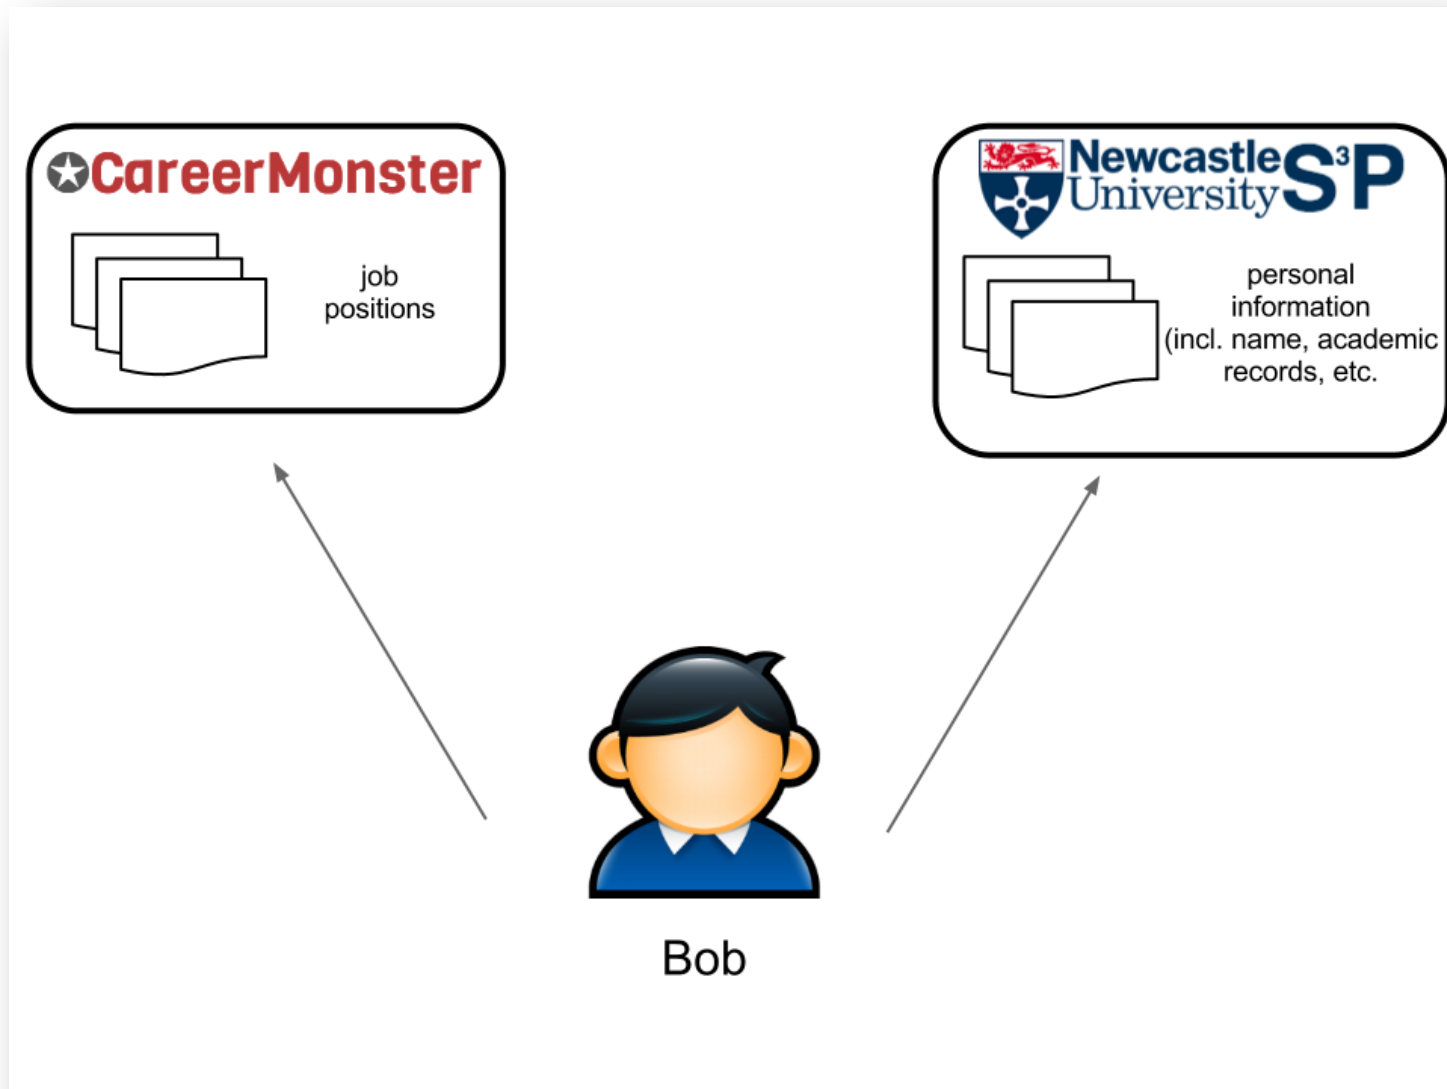 CareerMonster
job
positions
Newcastle
University
S³P
personal
information
(incl. name, academic
records, etc.
Bob